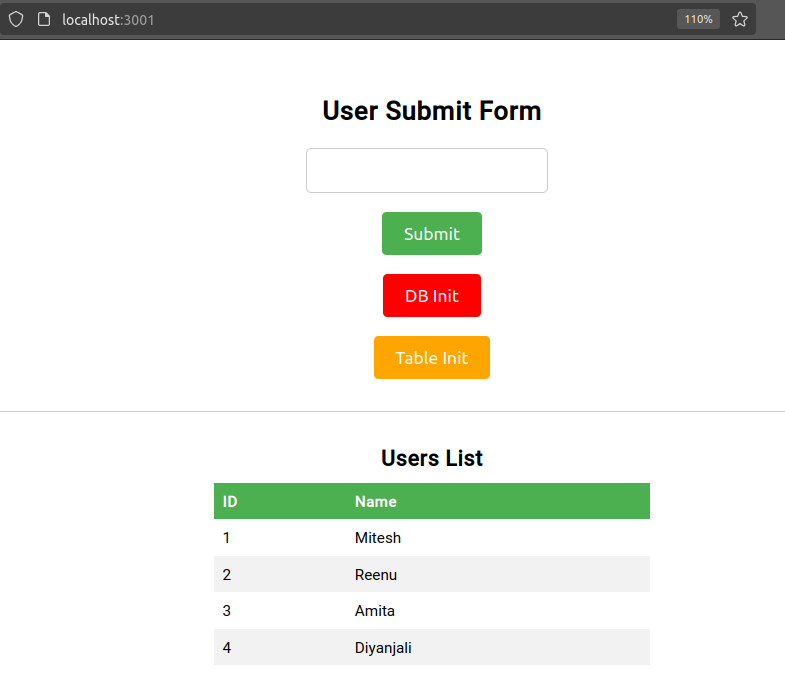 localhost:3001 110%
User Submit Form
Submit
DB Init
Table Init
Users List
ID Name
1 Mitesh
2 Reenu
3 Amita
4 Diyanjali